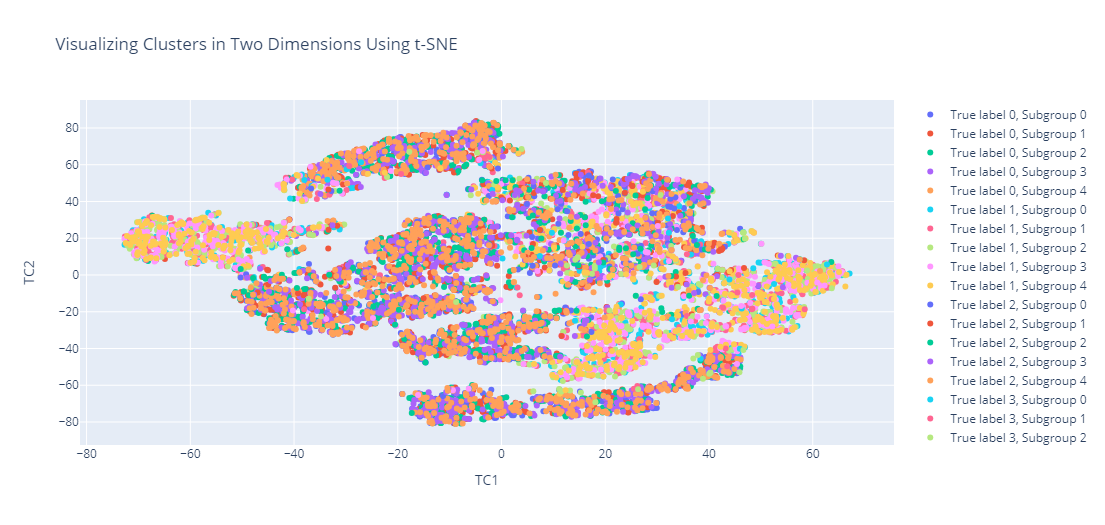 Visualizing Clusters in Two Dimensions Using t-SNE
TC2
80
60
40
20
0
−20
−40
−60
−80
−80
−60
−40
−20
0
20
40
60
TC1
True label 0, Subgroup 0
True label 0, Subgroup 1
True label 0, Subgroup 2
True label 0, Subgroup 3
True label 0, Subgroup 4
True label 1, Subgroup 0
True label 1, Subgroup 1
True label 1, Subgroup 2
True label 1, Subgroup 3
True label 1, Subgroup 4
True label 2, Subgroup 0
True label 2, Subgroup 1
True label 2, Subgroup 2
True label 2, Subgroup 3
True label 2, Subgroup 4
True label 3, Subgroup 0
True label 3, Subgroup 1
True label 3, Subgroup 2